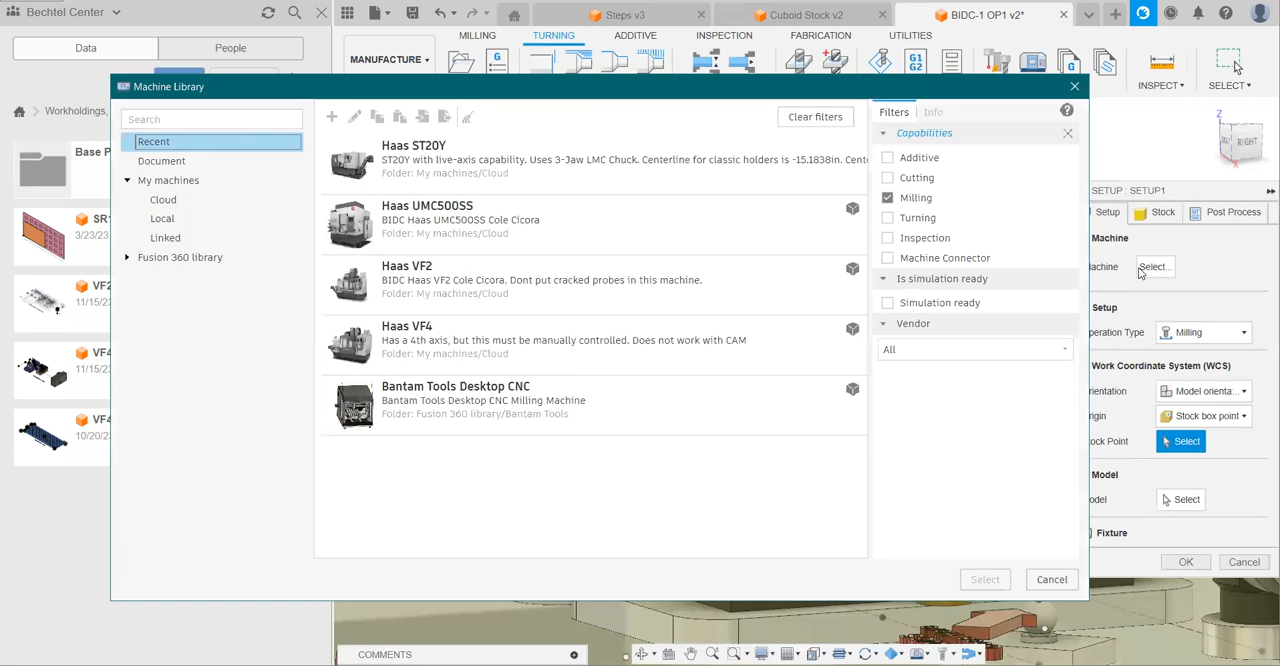 Bechtel Center
Steps v3
Cuboid Stock v2
BIDC-1 OP1 v2*
Data
People
MILLING
TURNING
ADDITIVE
INSPECTION
FABRICATION
UTILITIES
MANUFACTURE
G1
G2
INSPECT
SELECT
Workholdings,
Base P
SR1
3/23/23
VF2
11/15/23
VF4
11/15/23
VF4
10/20/23
Machine Library
Search
Recent
Document
My machines
Cloud
Local
Linked
Fusion 360 library
Clear filters
Haas ST20Y
ST20Y with live-axis capability. Uses 3-Jaw LMC Chuck. Centerline for classic holders is -15.1838in. Cente
Folder: My machines/Cloud
Haas UMC500SS
BIDC Haas UMC500SS Cole Cicora
Folder: My machines/Cloud
Haas VF2
BIDC Haas VF2 Cole Cicora. Dont put cracked probes in this machine.
Folder: My machines/Cloud
Haas VF4
Has a 4th axis, but this must be manually controlled. Does not work with CAM
Folder: My machines/Cloud
Bantam Tools Desktop CNC
Bantam Tools Desktop CNC Milling Machine
Folder: Fusion 360 library/Bantam Tools
Filters
Info
Capabilities
Additive
Cutting
Milling
Turning
Inspection
Machine Connector
Is simulation ready
Simulation ready
Vendor
All
Select
Cancel
Z
RIGHT
X
SETUP : SETUP1
Setup
Stock
Post Process
Machine
achine
Select...
Setup
peration Type
Milling
Work Coordinate System (WCS)
rientation
Model orienta...
rigin
Stock box point
ock Point
Select
Model
odel
Select
Fixture
OK
Cancel
COMMENTS